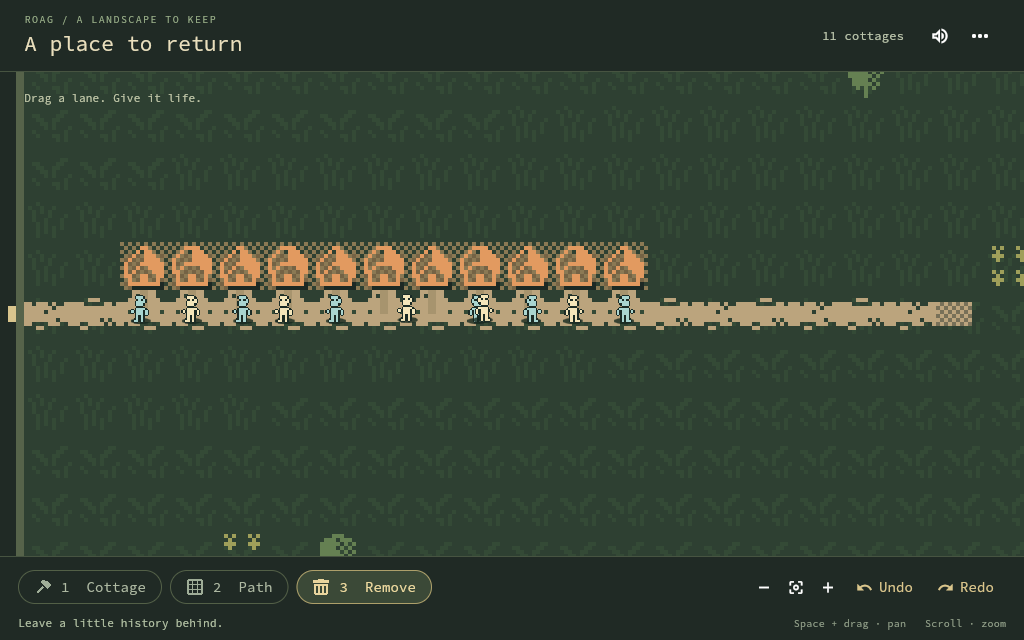 ROAG / A LANDSCAPE TO KEEP
A place to return
11 cottages
Drag a lane. Give it life.
1 Cottage
2 Path
3 Remove
Undo
Redo
Leave a little history behind.
Space + drag · pan
Scroll · zoom